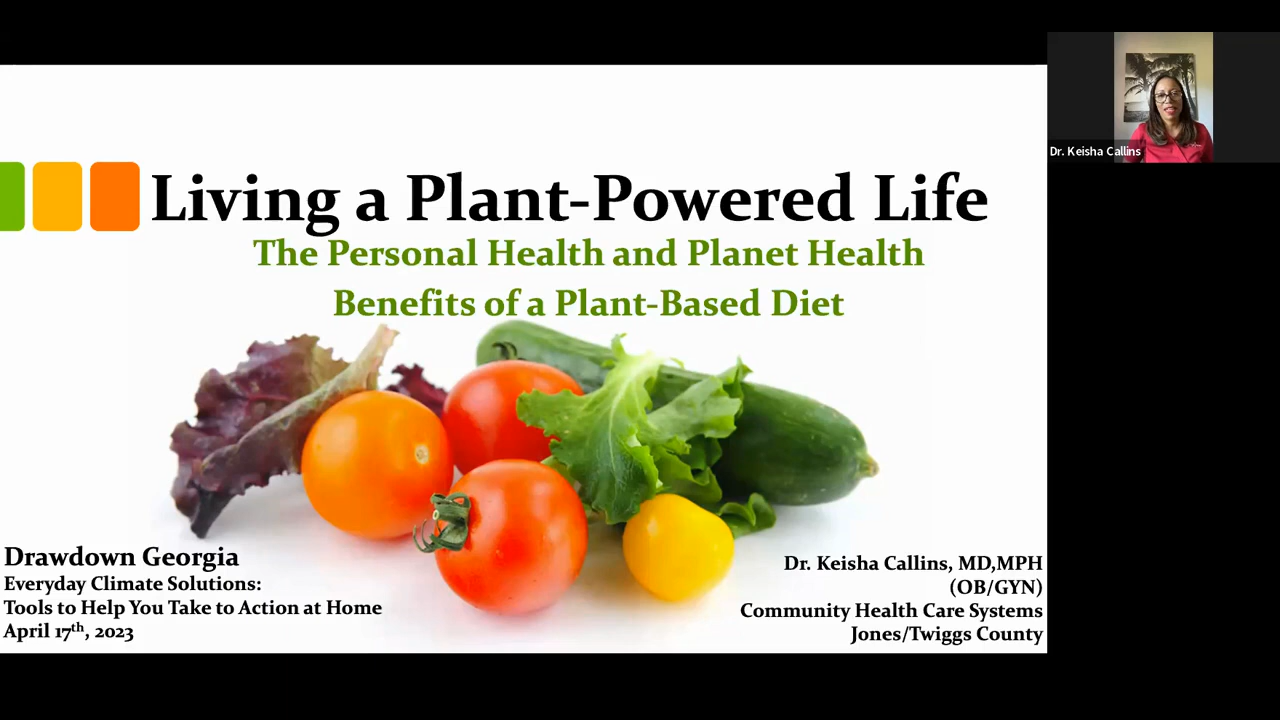 Living a Plant-Powered Life
The Personal Health and Planet Health
Benefits of a Plant-Based Diet
Drawdown Georgia
Everyday Climate Solutions:
Tools to Help You Take to Action at Home
April 17th, 2023
Dr. Keisha Callins, MD,MPH
(OB/GYN)
Community Health Care Systems
Jones/Twiggs County
Dr. Keisha Callins